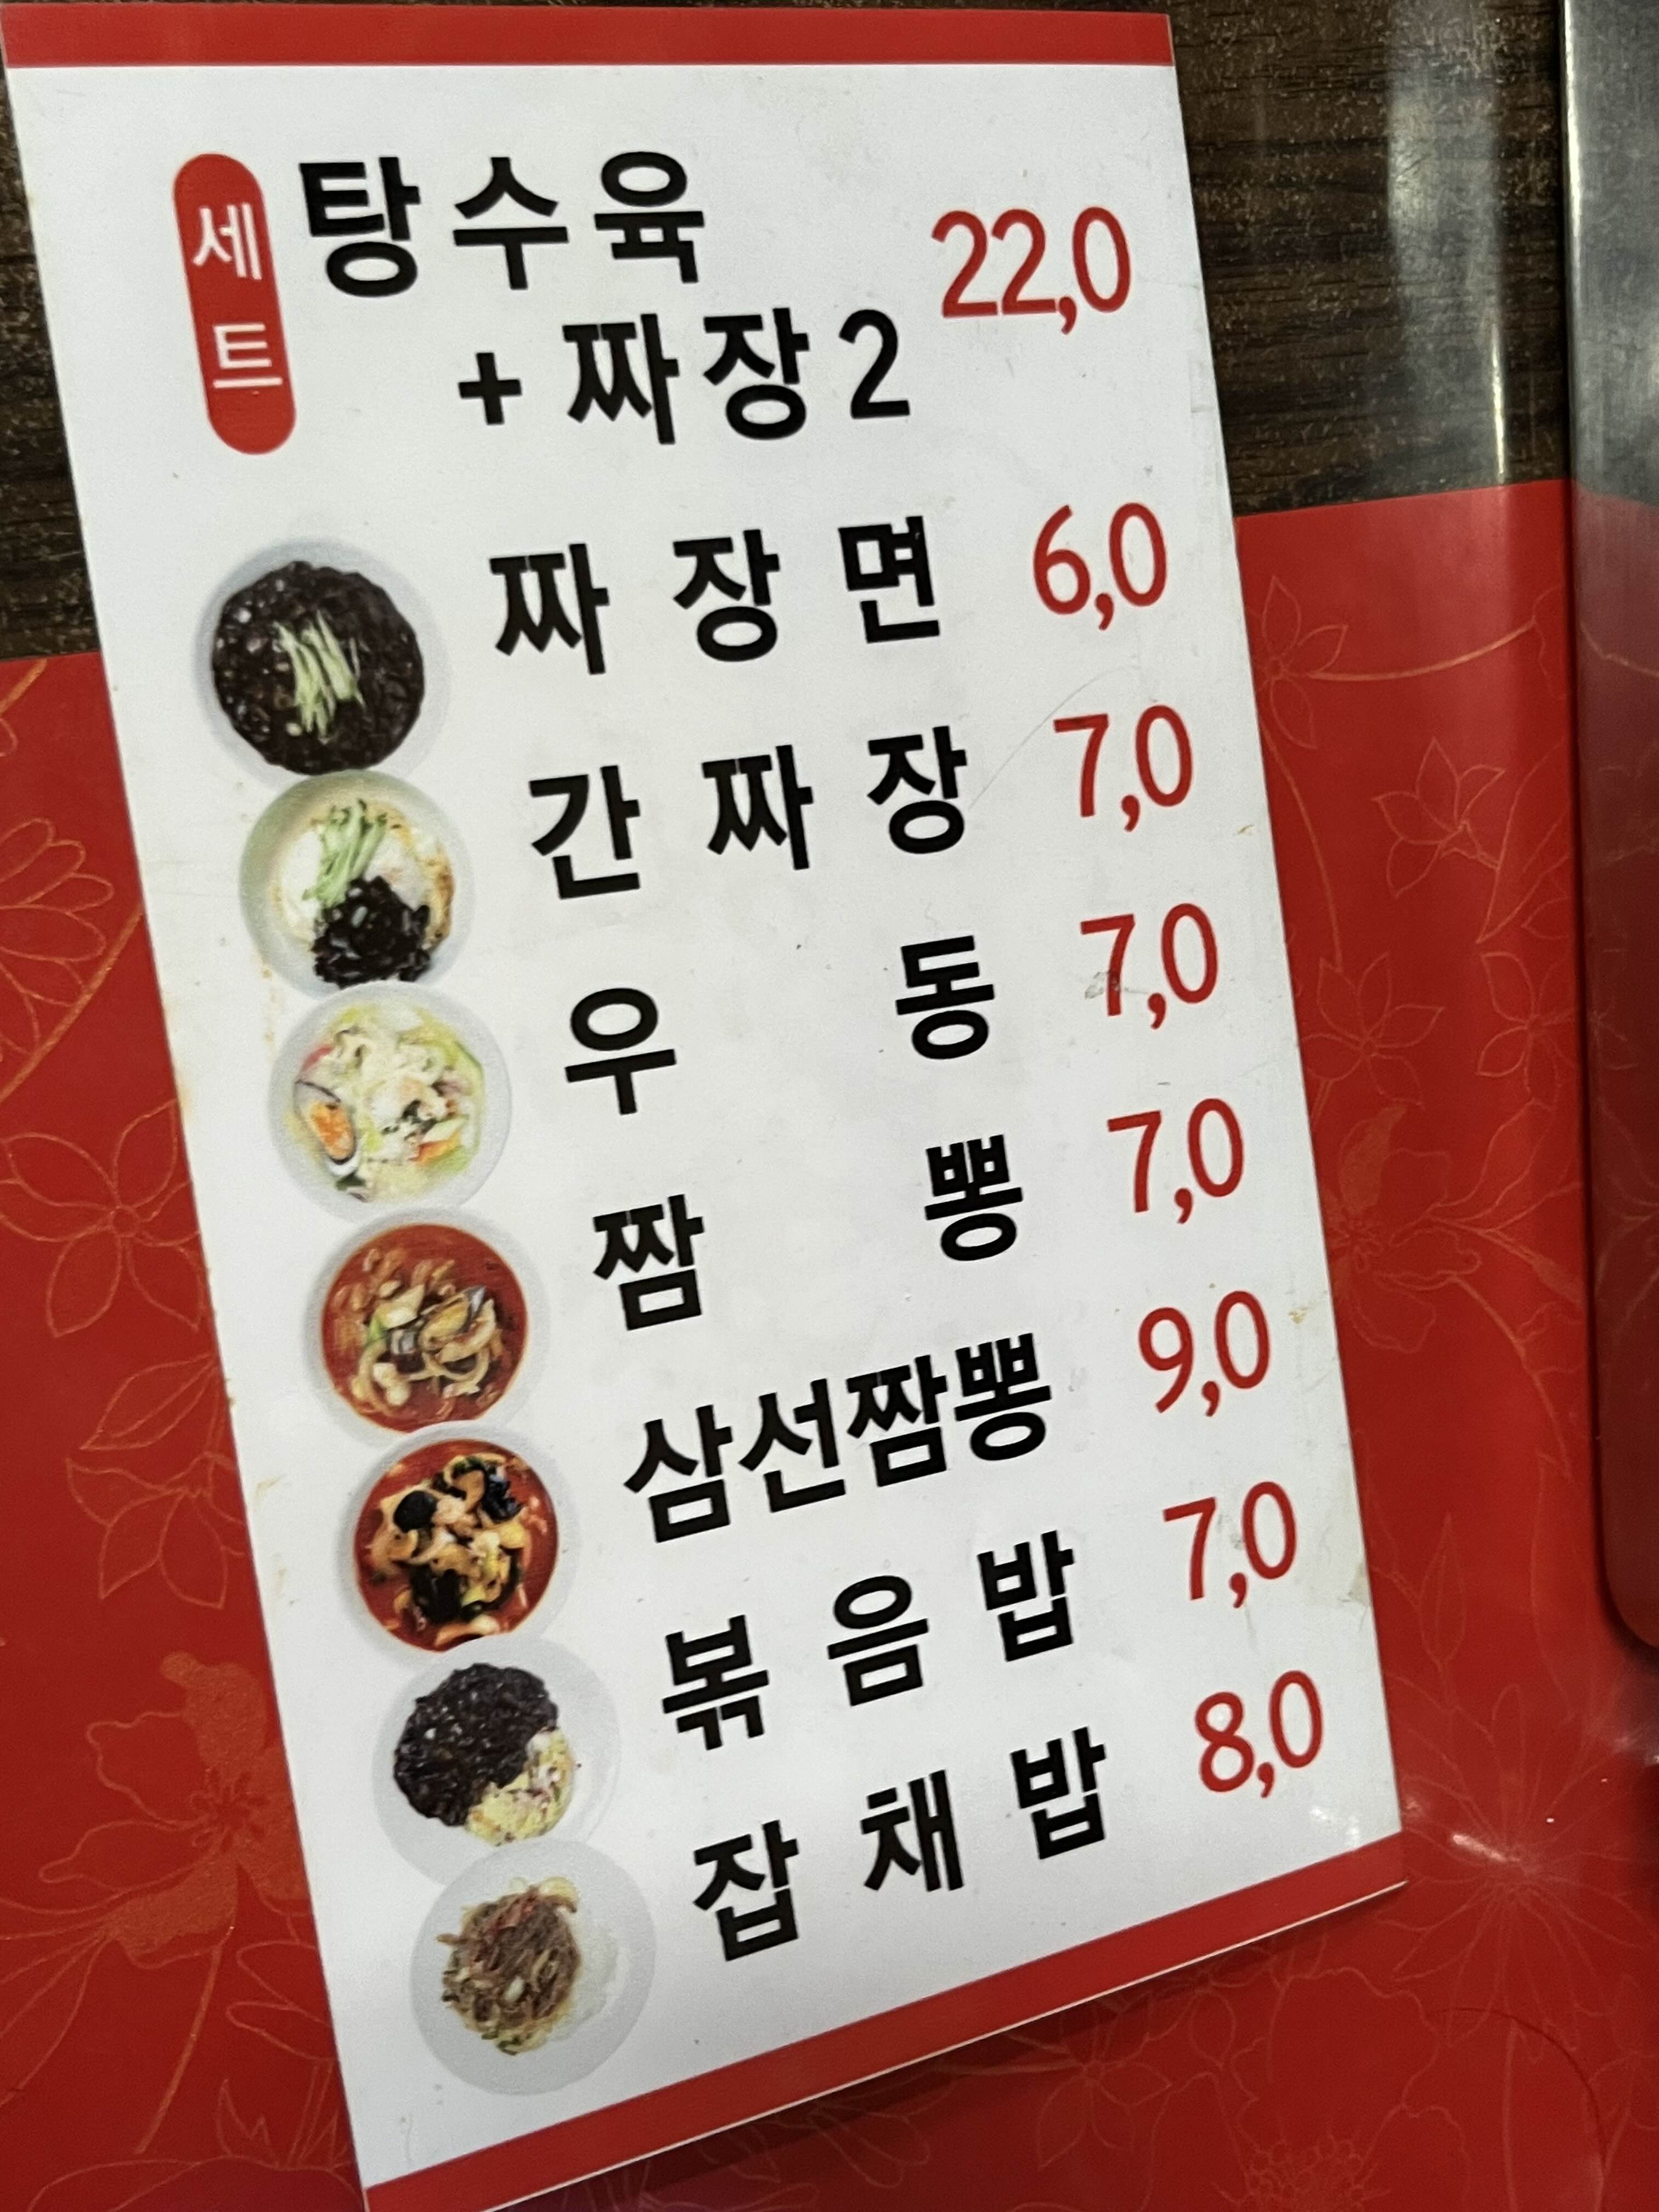 세트
탕수육
+짜장2 22,0
짜장면 6,0
간짜장 7,0
우동 7,0
짬뽕 7,0
삼선짬뽕 9,0
볶음밥 7,0
잡채밥 8,0